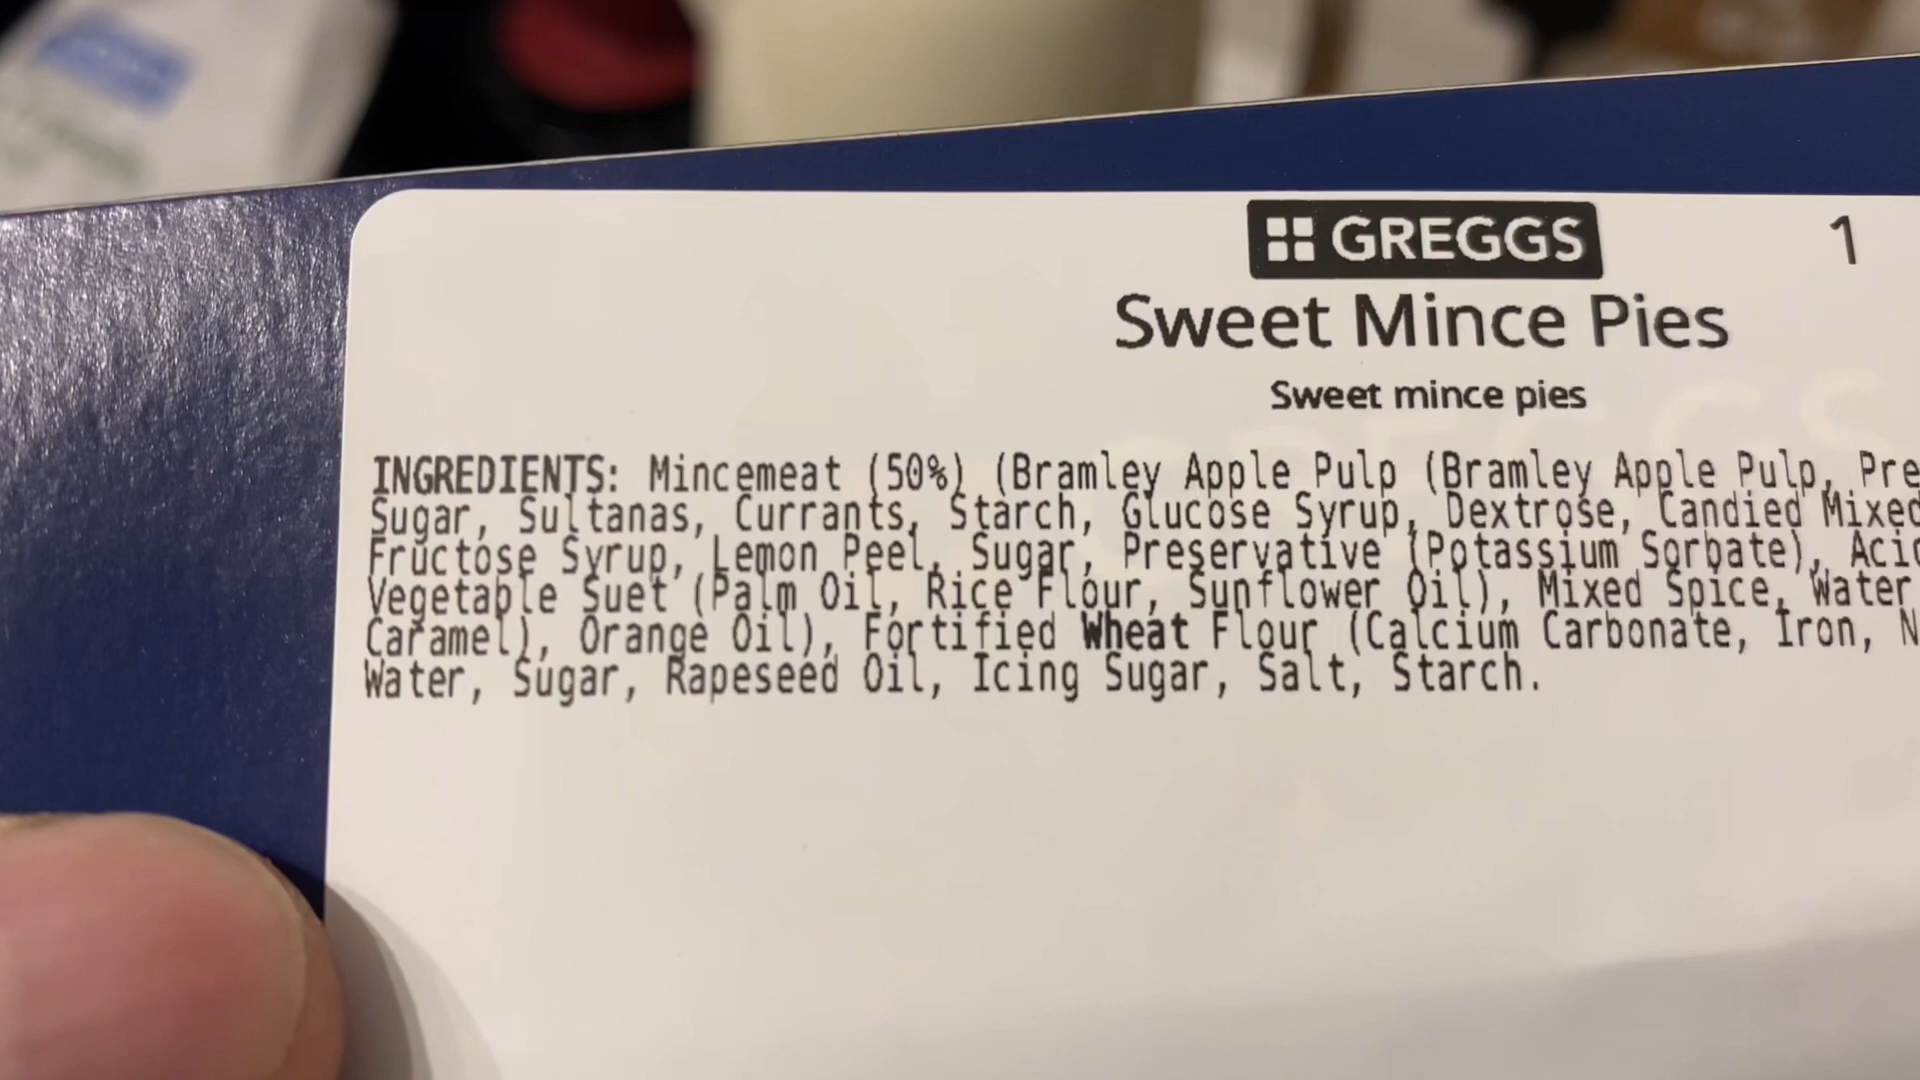 GREGGS 1
Sweet Mince Pies
Sweet mince pies
INGREDIENTS: Mincemeat (50%) (Bramley Apple Pulp (Bramley Apple Pulp, Pre
Sugar, Sultanas, Currants, Starch, Glucose Syrup, Dextrose, Candied Mixed
Fructose Syrup, Lemon Peel, Sugar, Preservative (Potassium Sorbate), Acid
Vegetable Suet (Palm Oil, Rice Flour, Sunflower Oil), Mixed Spice, Water
Caramel), Orange Oil), Fortified Wheat Flour (Calcium Carbonate, Iron, N
Water, Sugar, Rapeseed Oil, Icing Sugar, Salt, Starch.